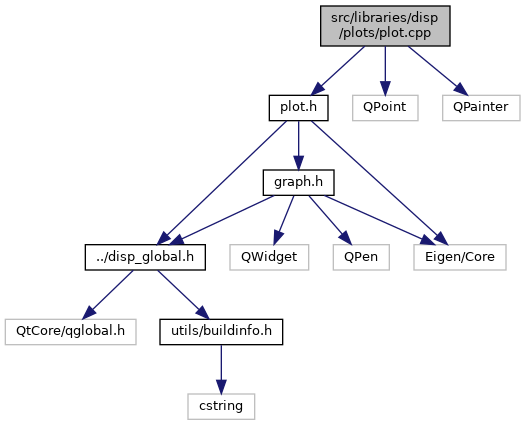 src/libraries/disp
/plots/plot.cpp
plot.h
QPoint
QPainter
graph.h
../disp_global.h
QWidget
QPen
Eigen/Core
QtCore/qglobal.h
utils/buildinfo.h
cstring